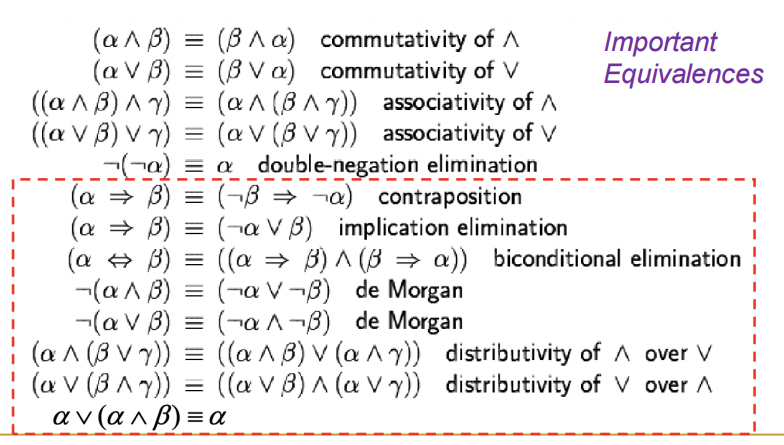 Important
Equivalences
(α ∧ β) ≡ (β ∧ α) commutativity of ∧
(α ∨ β) ≡ (β ∨ α) commutativity of ∨
((α ∧ β) ∧ γ) ≡ (α ∧ (β ∧ γ)) associativity of ∧
((α ∨ β) ∨ γ) ≡ (α ∨ (β ∨ γ)) associativity of ∨
¬(¬α) ≡ α double-negation elimination
(α ⇒ β) ≡ (¬β ⇒ ¬α) contraposition
(α ⇒ β) ≡ (¬α ∨ β) implication elimination
(α ⇔ β) ≡ ((α ⇒ β) ∧ (β ⇒ α)) biconditional elimination
¬(α ∧ β) ≡ (¬α ∨ ¬β) de Morgan
¬(α ∨ β) ≡ (¬α ∧ ¬β) de Morgan
(α ∧ (β ∨ γ)) ≡ ((α ∧ β) ∨ (α ∧ γ)) distributivity of ∧ over ∨
(α ∨ (β ∧ γ)) ≡ ((α ∨ β) ∧ (α ∨ γ)) distributivity of ∨ over ∧
α ∨ (α ∧ β) ≡ α